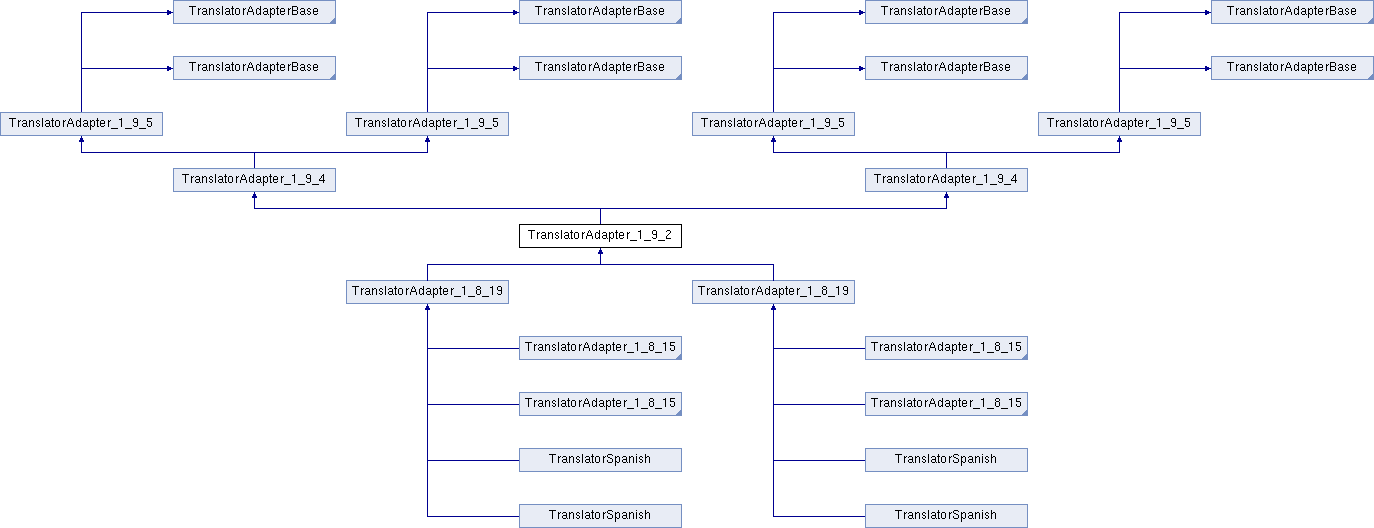 TranslatorAdapterBase
TranslatorAdapterBase
TranslatorAdapterBase
TranslatorAdapterBase
TranslatorAdapterBase
TranslatorAdapterBase
TranslatorAdapterBase
TranslatorAdapterBase
TranslatorAdapter_1_9_5
TranslatorAdapter_1_9_5
TranslatorAdapter_1_9_5
TranslatorAdapter_1_9_5
TranslatorAdapter_1_9_4
TranslatorAdapter_1_9_4
TranslatorAdapter_1_9_2
TranslatorAdapter_1_8_19
TranslatorAdapter_1_8_19
TranslatorAdapter_1_8_15
TranslatorAdapter_1_8_15
TranslatorAdapter_1_8_15
TranslatorAdapter_1_8_15
TranslatorSpanish
TranslatorSpanish
TranslatorSpanish
TranslatorSpanish